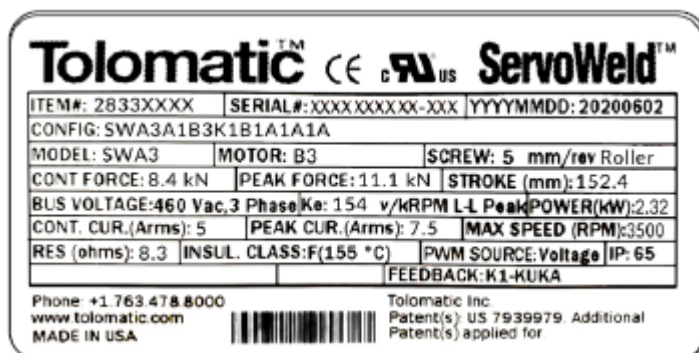 Tolomatic™ CE c RU us ServoWeld™
ITEM#: 2833XXXX SERIAL#:XXXXXXXXXX-XXX YYYYMMDD: 20200602
CONFIG: SWA3A1B3K1B1A1A1A
MODEL: SWA3 MOTOR: B3 SCREW: 5 mm/rev Roller
CONT FORCE: 8.4 kN PEAK FORCE: 11.1 kN STROKE (mm): 152.4
BUS VOLTAGE:460 Vac,3 Phase Ke: 154 v/kRPM L-L Peak POWER(kW):2.32
CONT. CUR.(Arms): 5 PEAK CUR.(Arms): 7.5 MAX SPEED (RPM):3500
RES (ohms): 8.3 INSUL. CLASS:F(155 °C) PWM SOURCE:Voltage IP: 65
FEEDBACK:K1-KUKA
Phone: +1.763.478.8000
www.tolomatic.com
MADE IN USA
Tolomatic Inc.
Patent(s): US 7939979. Additional
Patent(s) applied for